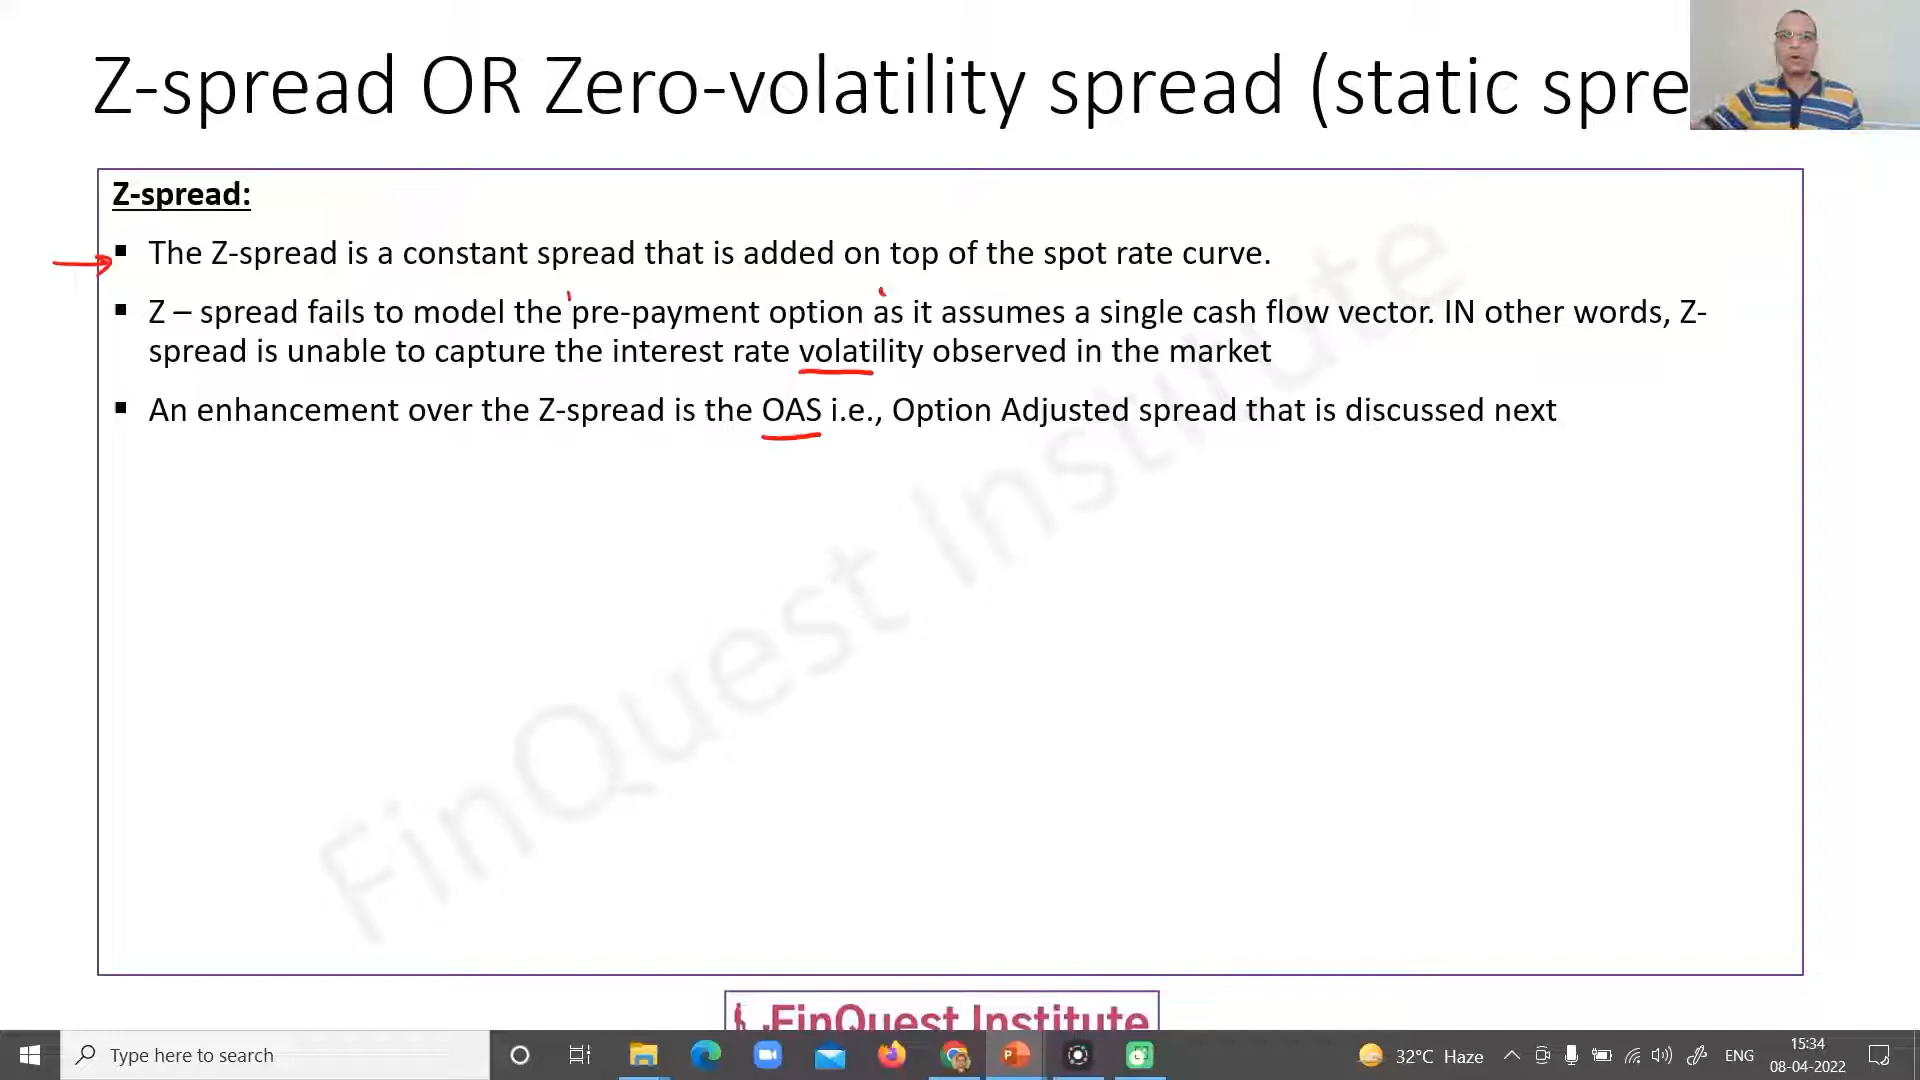 Z-spread OR Zero-volatility spread (static spre
Z-spread:
▪ The Z-spread is a constant spread that is added on top of the spot rate curve.
▪ Z – spread fails to model the pre-payment option as it assumes a single cash flow vector. IN other words, Z-
spread is unable to capture the interest rate volatility observed in the market
▪ An enhancement over the Z-spread is the OAS i.e., Option Adjusted spread that is discussed next
FinQuest Institute
FinQuest Institute
Type here to search
32°C Haze
ENG
15:34
08-04-2022